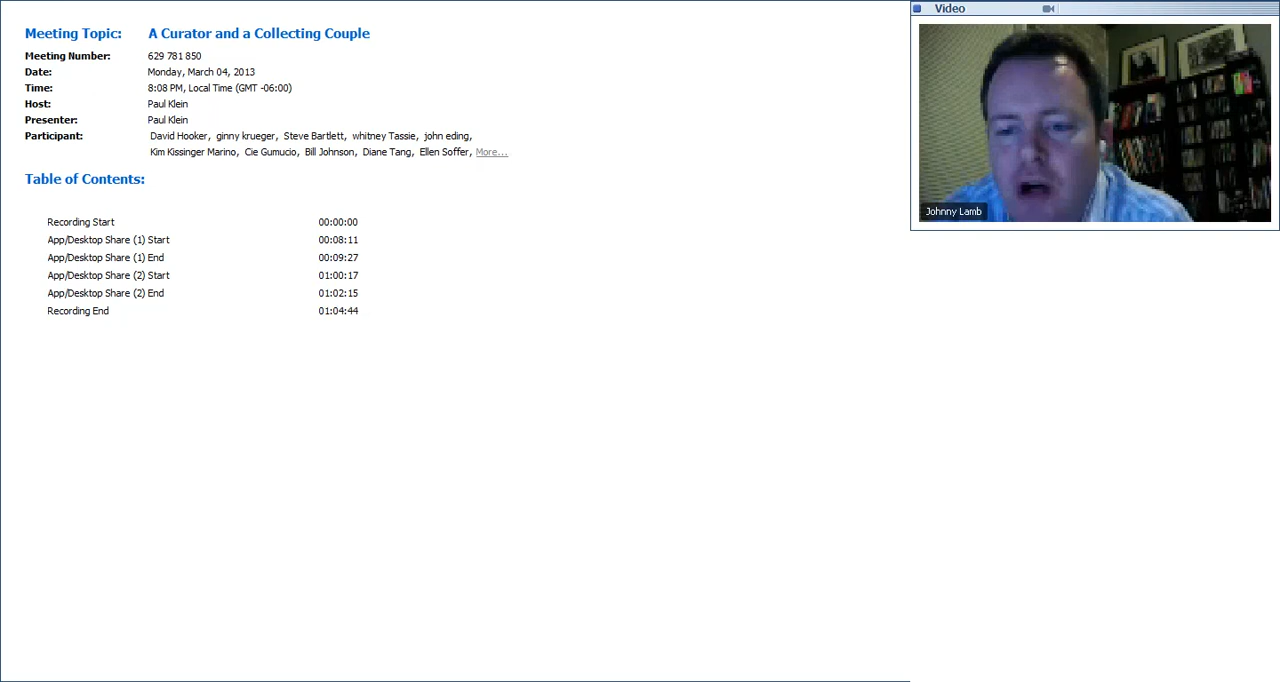 Meeting Topic: A Curator and a Collecting Couple
Meeting Number: 629 781 850
Date: Monday, March 04, 2013
Time: 8:08 PM, Local Time (GMT -06:00)
Host: Paul Klein
Presenter: Paul Klein
Participant: David Hooker, ginny krueger, Steve Bartlett, whitney Tassie, john eding,
Kim Kissinger Marino, Cie Gumucio, Bill Johnson, Diane Tang, Ellen Soffer, More...
Table of Contents:
Recording Start 00:00:00
App/Desktop Share (1) Start 00:08:11
App/Desktop Share (1) End 00:09:27
App/Desktop Share (2) Start 01:00:17
App/Desktop Share (2) End 01:02:15
Recording End 01:04:44
Video
Johnny Lamb